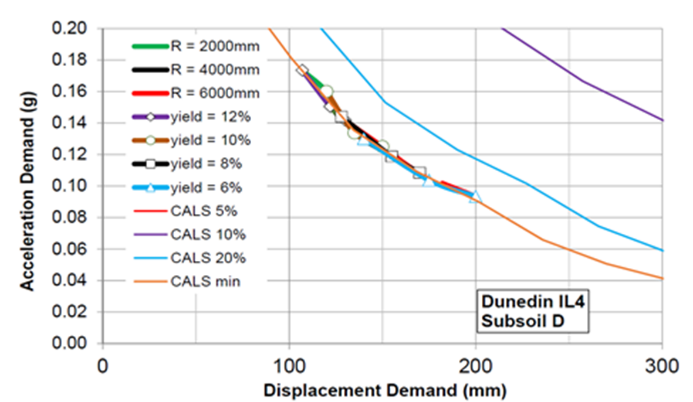 0.20
0.18
0.16
0.14
0.12
0.10
0.08
0.06
0.04
0.02
0.00
Acceleration Demand (g)
R = 2000mm
R = 4000mm
R = 6000mm
yield = 12%
yield = 10%
yield = 8%
yield = 6%
CALS 5%
CALS 10%
CALS 20%
CALS min
Dunedin IL4
Subsoil D
0 100 200 300
Displacement Demand (mm)